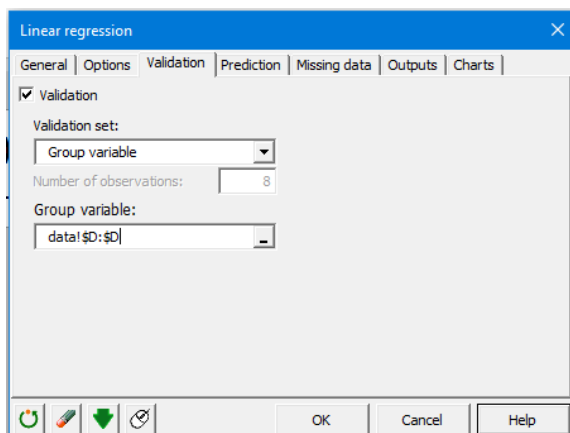 Linear regression
General Options Validation Prediction Missing data Outputs Charts
Validation
Validation set:
Group variable
Number of observations: 8
Group variable:
data!$D:$D
OK Cancel Help